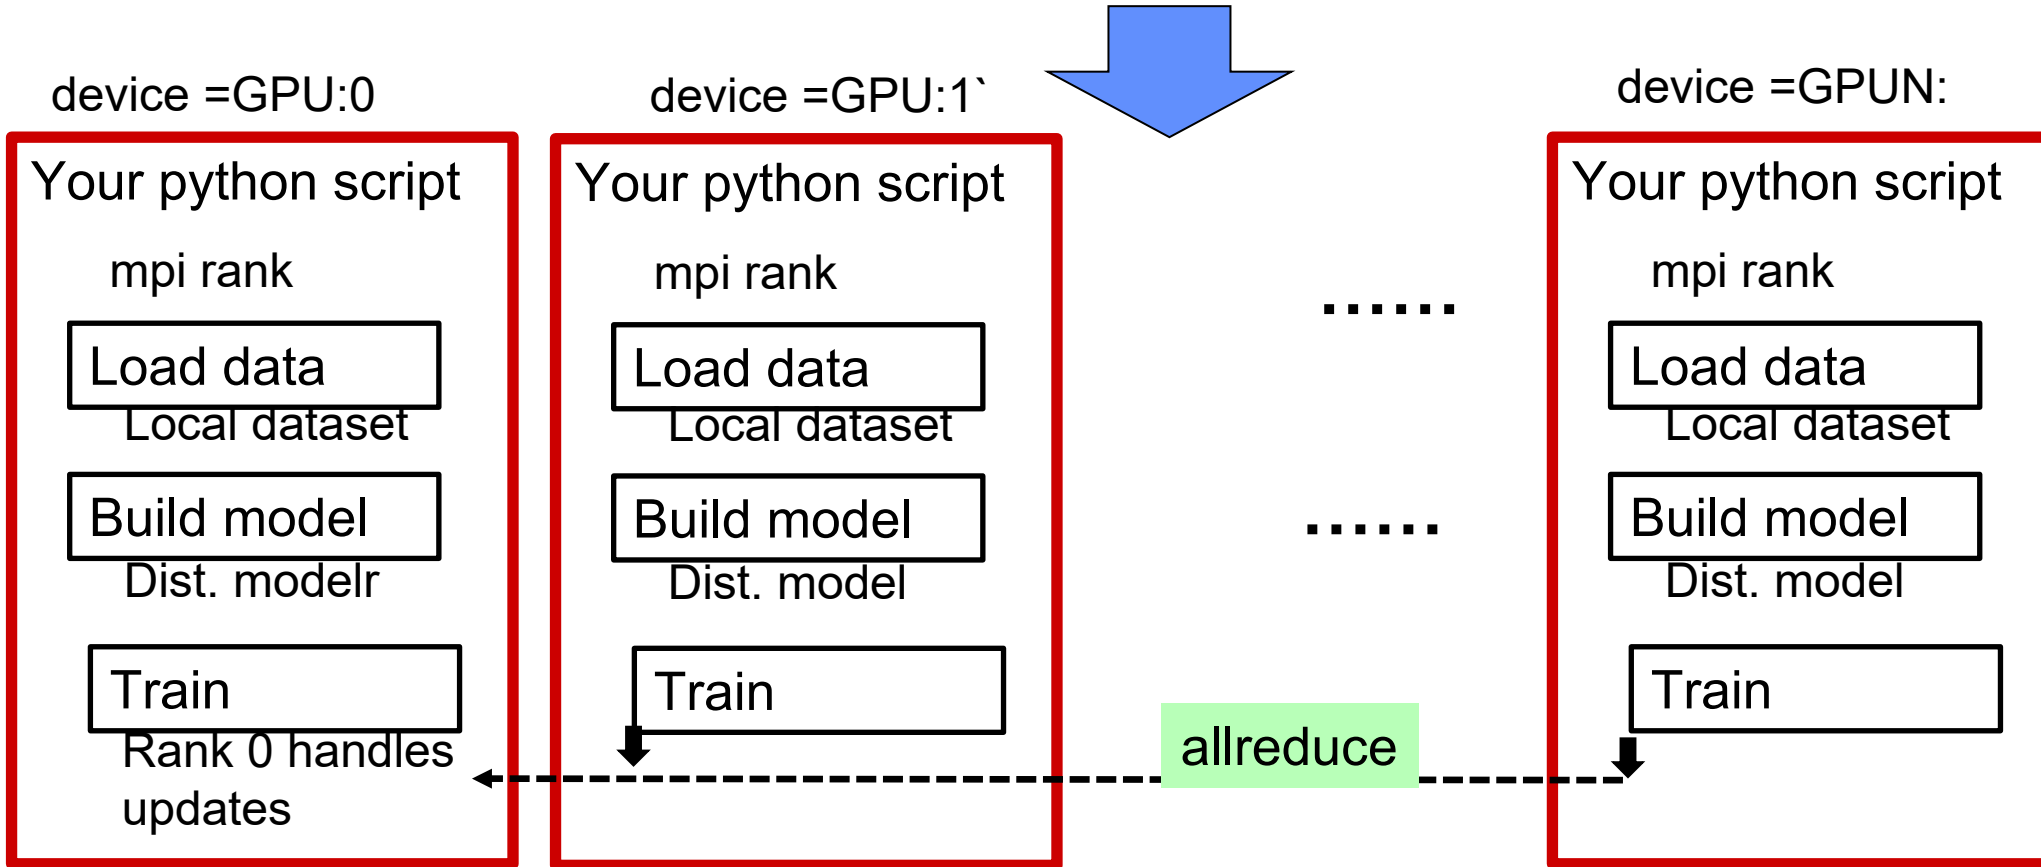 device =GPU:0
Your python script
mpi rank
Load data
Local dataset
Build model
Dist. modelr
Train
Rank 0 handles
updates
device =GPU:1`
Your python script
mpi rank
Load data
Local dataset
Build model
Dist. model
Train
......
......
allreduce
device =GPUN:
Your python script
mpi rank
Load data
Local dataset
Build model
Dist. model
Train